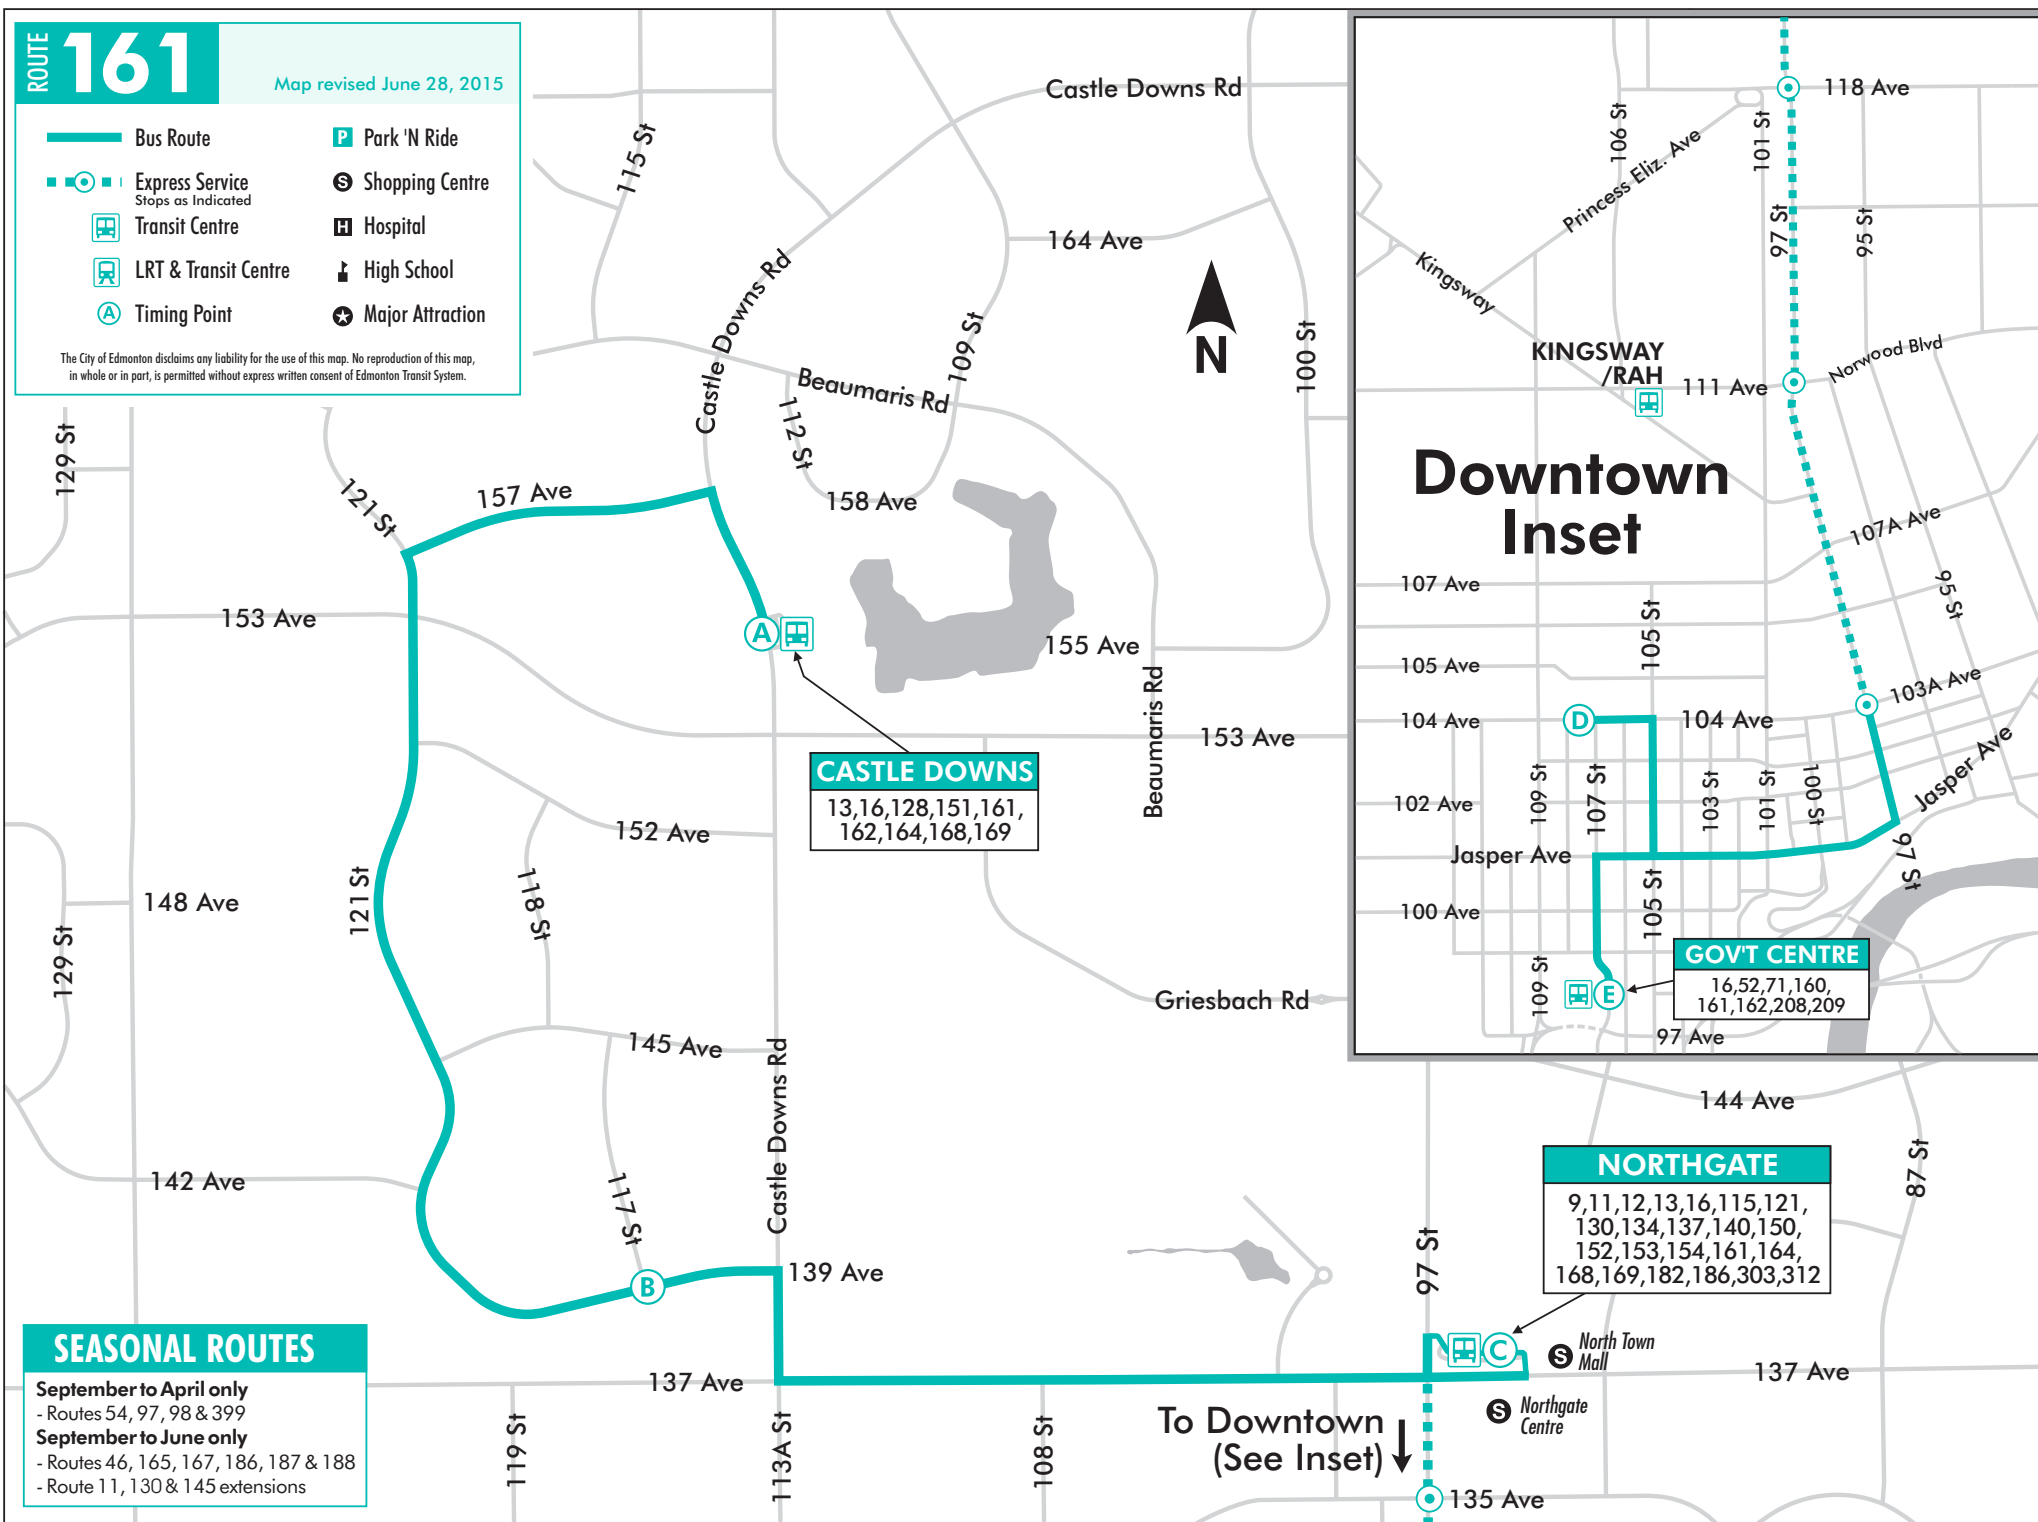 ROUTE 161
Map revised June 28, 2015
Bus Route
Express Service
Stops as Indicated
Transit Centre
LRT & Transit Centre
A Timing Point
P Park 'N Ride
S Shopping Centre
H Hospital
High School
Major Attraction
The City of Edmonton disclaims any liability for the use of this map. No reproduction of this map,
in whole or in part, is permitted without express written consent of Edmonton Transit System.
Castle Downs Rd
115 St
164 Ave
Castle Downs Rd
109 St
100 St
N
Beaumaris Rd
112 St
129 St
121 St
157 Ave
158 Ave
153 Ave
A
155 Ave
Beaumaris Rd
153 Ave
CASTLE DOWNS
13,16,128,151,161,
162,164,168,169
152 Ave
121 St
118 St
148 Ave
129 St
Griesbach Rd
145 Ave
Castle Downs Rd
142 Ave
117 St
B
139 Ave
137 Ave
119 St
113A St
108 St
97 St
144 Ave
87 St
NORTHGATE
9,11,12,13,16,115,121,
130,134,137,140,150,
152,153,154,161,164,
168,169,182,186,303,312
C
S North Town
Mall
137 Ave
S Northgate
Centre
To Downtown
(See Inset)
135 Ave
SEASONAL ROUTES
September to April only
- Routes 54, 97, 98 & 399
September to June only
- Routes 46, 165, 167, 186, 187 & 188
- Route 11, 130 & 145 extensions
Downtown
Inset
118 Ave
106 St
101 St
Princess Eliz. Ave
97 St
95 St
Kingsway
KINGSWAY
/RAH
111 Ave
Norwood Blvd
107A Ave
107 Ave
95 St
105 St
105 Ave
103A Ave
104 Ave
D
104 Ave
Jasper Ave
109 St
107 St
103 St
101 St
100 St
102 Ave
Jasper Ave
97 St
105 St
100 Ave
109 St
E
GOV'T CENTRE
16,52,71,160,
161,162,208,209
97 Ave